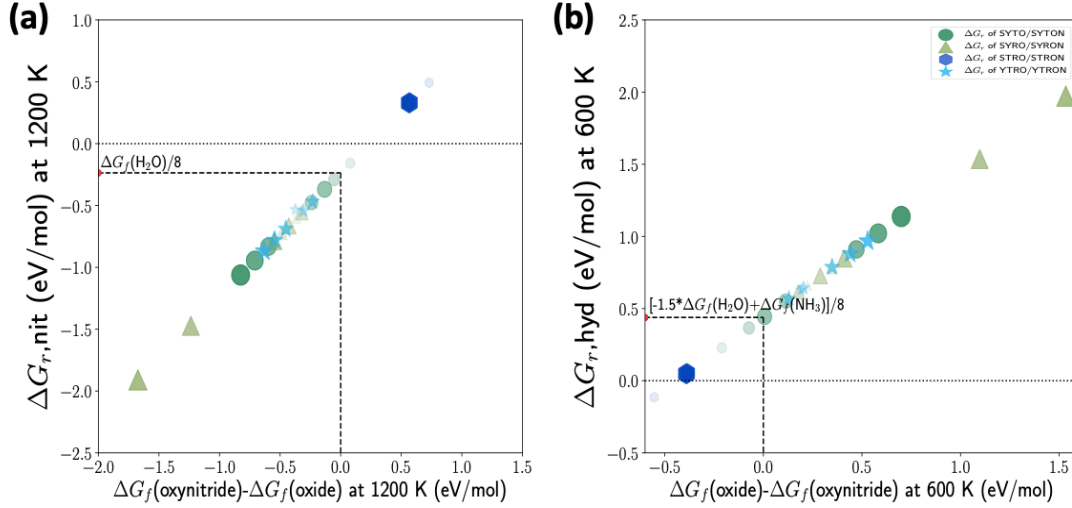 (a)
ΔG_r,nit (eV/mol) at 1200 K
1.0
0.5
0.0
−0.5
−1.0
−1.5
−2.0
−2.5
ΔG_f(H₂O)/8
−2.0 −1.5 −1.0 −0.5 0.0 0.5 1.0 1.5
ΔG_f(oxynitride)-ΔG_f(oxide) at 1200 K (eV/mol)
(b)
ΔG_r,hyd (eV/mol) at 600 K
2.5
2.0
1.5
1.0
0.5
0.0
−0.5
ΔG_r of SYTO/SYTON
ΔG_r of SYRO/SYRON
ΔG_r of STRO/STRON
ΔG_r of YTRO/YTRON
[-1.5*ΔG_f(H₂O)+ΔG_f(NH₃)]/8
−0.5 0.0 0.5 1.0 1.5
ΔG_f(oxide)-ΔG_f(oxynitride) at 600 K (eV/mol)